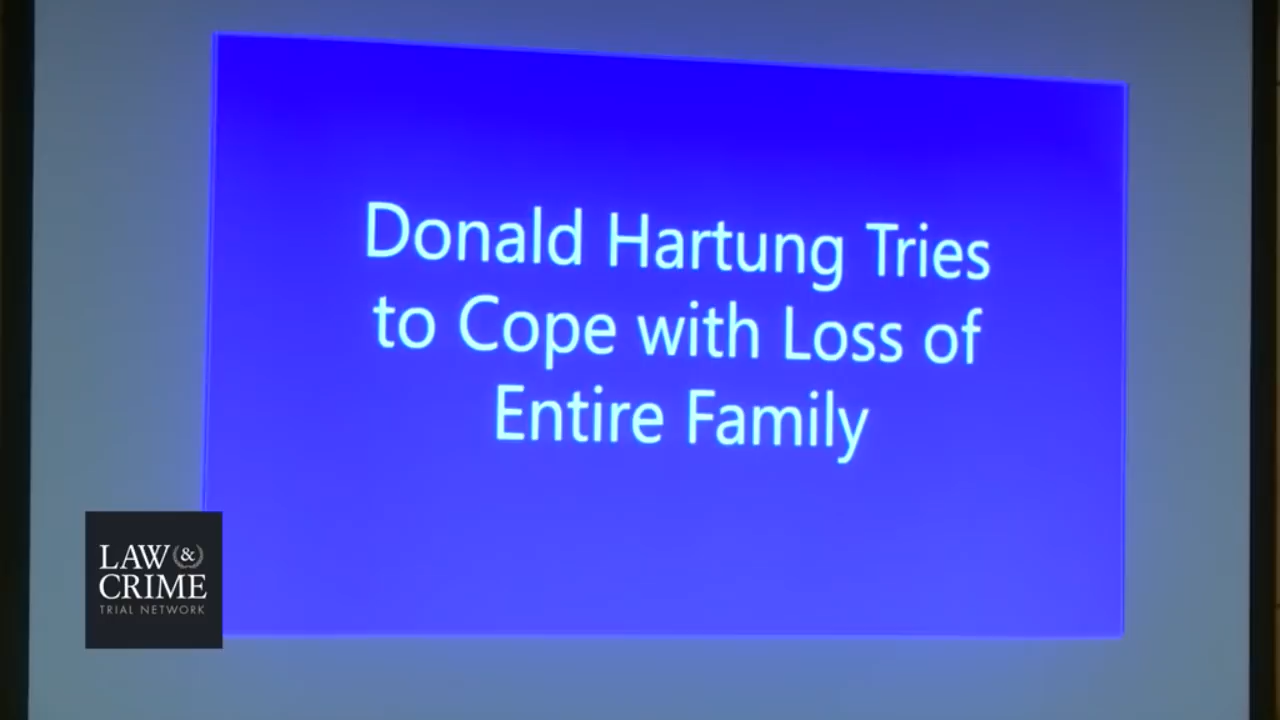 Donald Hartung Tries
to Cope with Loss of
Entire Family
LAW & CRIME
TRIAL NETWORK